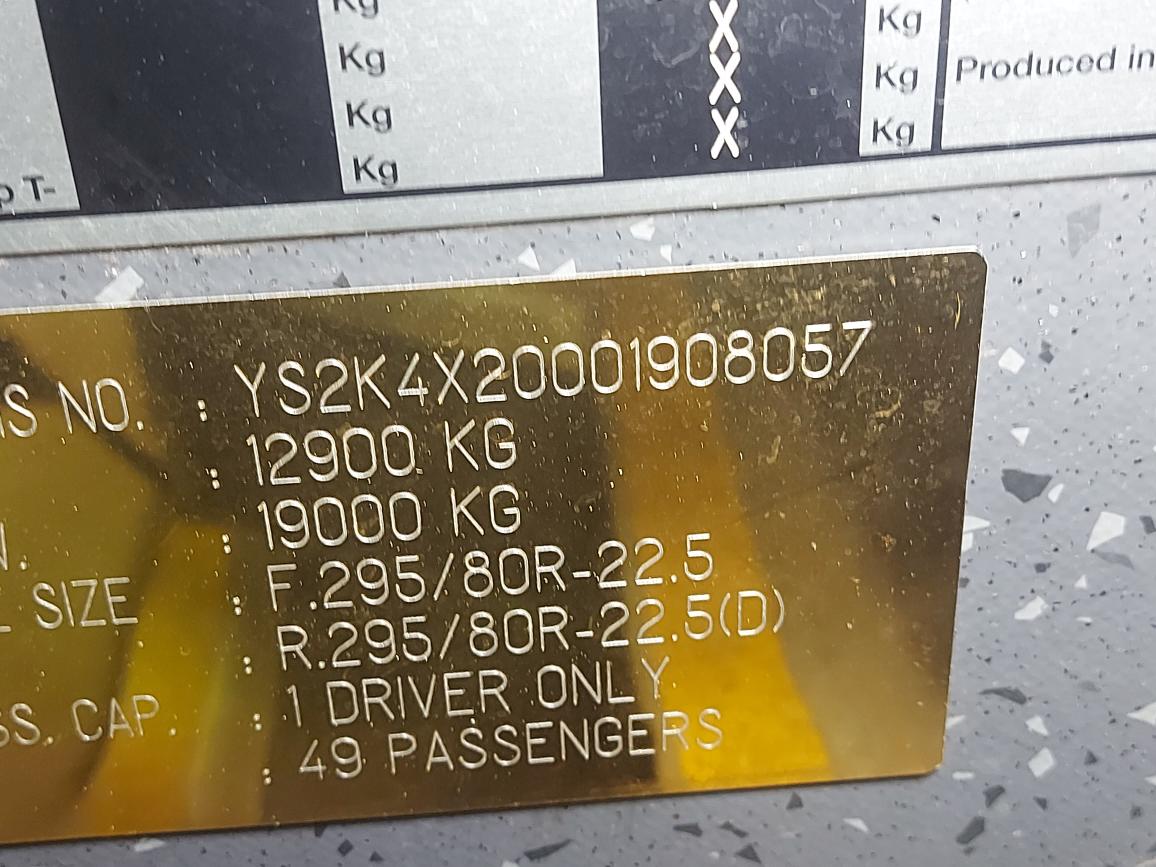 Kg
Kg
Kg
Kg
p T-
X
X
X
Kg
Kg
Kg
Produced in
IS NO. : YS2K4X20001908057
: 12900 KG
: 19000 KG
SIZE : F.295/80R-22.5
: R.295/80R-22.5(D)
SS. CAP. : 1 DRIVER ONLY
: 49 PASSENGERS